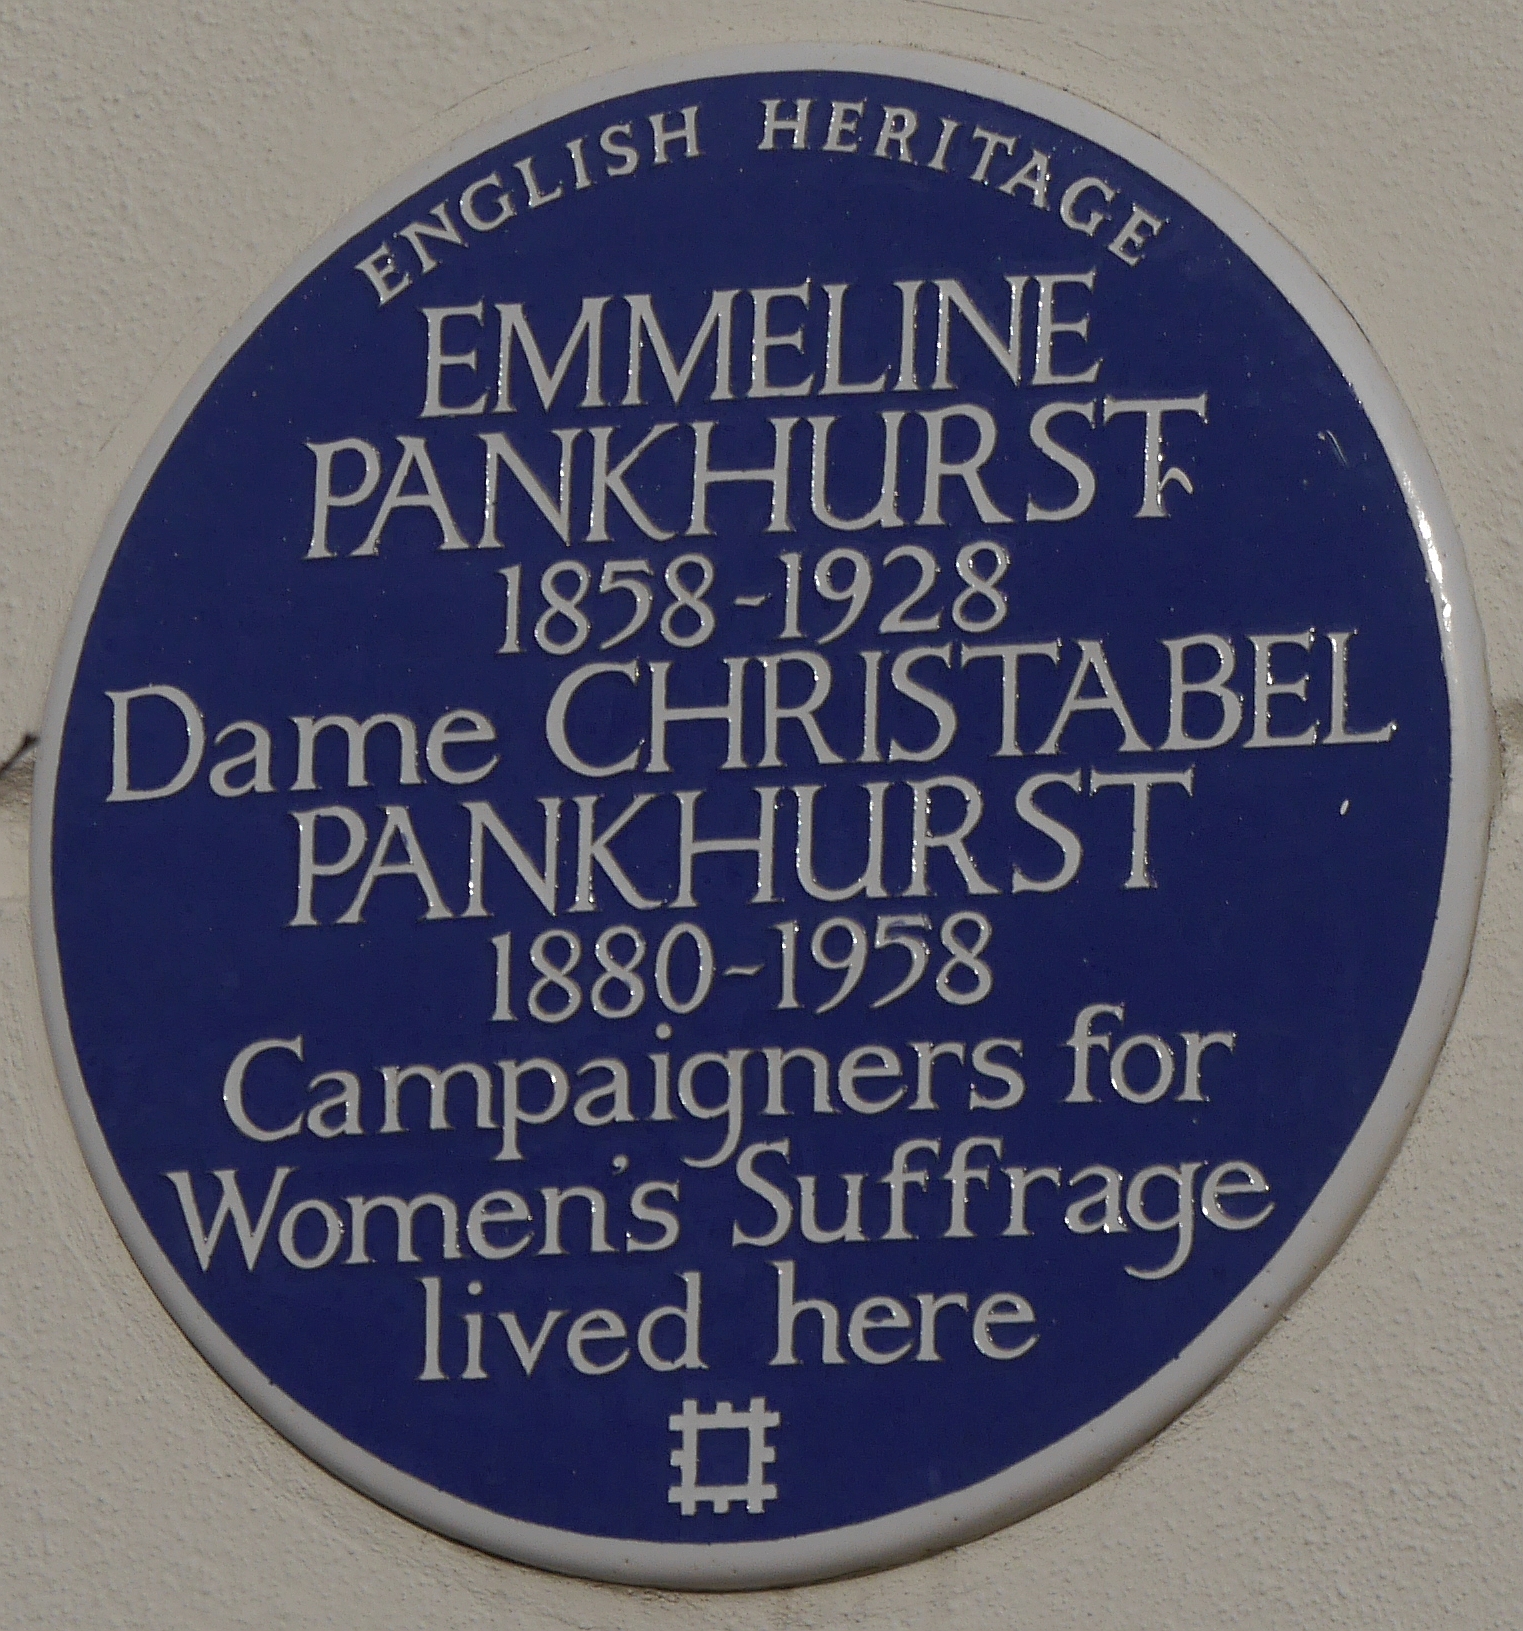 ENGLISH HERITAGE
EMMELINE
PANKHURST
1858-1928
Dame CHRISTABEL
PANKHURST
1880-1958
Campaigners for
Women's Suffrage
lived here